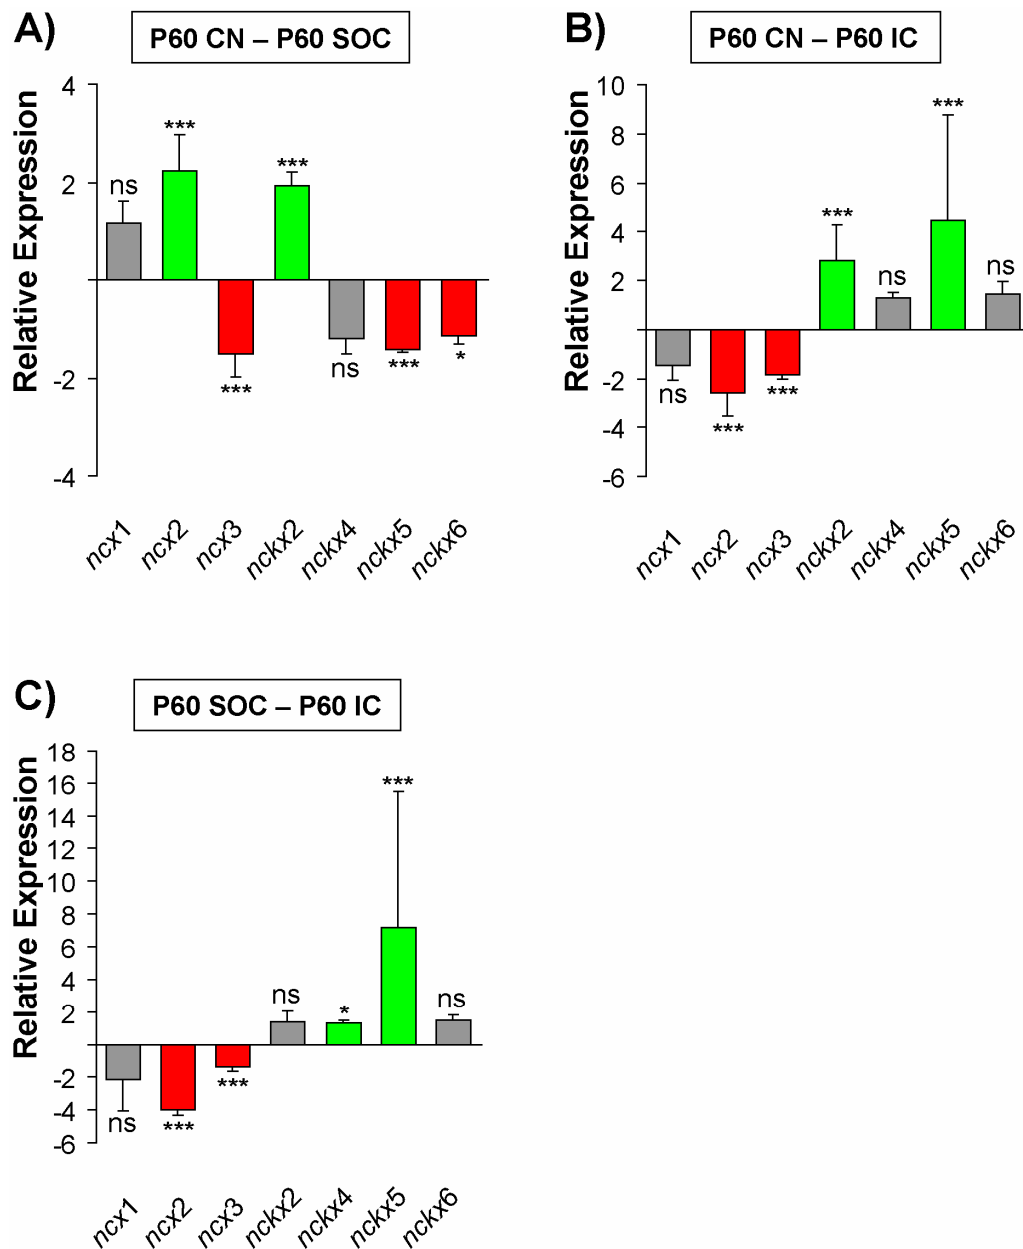 A)
P60 CN – P60 SOC
Relative Expression
4
2
-2
-4
ns
***
***
***
ns
***
*
ncx1
ncx2
ncx3
nckx2
nckx4
nckx5
nckx6
B)
P60 CN – P60 IC
Relative Expression
10
8
6
4
2
-2
-4
-6
ns
***
***
***
ns
***
ns
ncx1
ncx2
ncx3
nckx2
nckx4
nckx5
nckx6
C)
P60 SOC – P60 IC
Relative Expression
18
16
14
12
10
8
6
4
2
-2
-4
-6
ns
***
***
ns
*
***
ns
ncx1
ncx2
ncx3
nckx2
nckx4
nckx5
nckx6